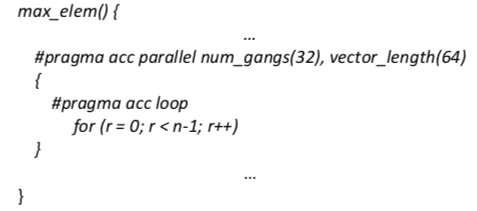 max_elem() {
...
#pragma acc parallel num_gangs(32), vector_length(64)
{
#pragma acc loop
for (r = 0; r < n-1; r++)
}
...
}